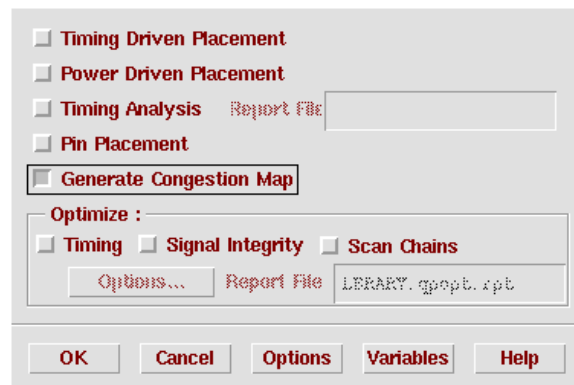 Timing Driven Placement
Power Driven Placement
Timing Analysis Report File
Pin Placement
Generate Congestion Map
Optimize :
Timing Signal Integrity Scan Chains
Options... Report File LERARY.gpopt.rpt
OK Cancel Options Variables Help